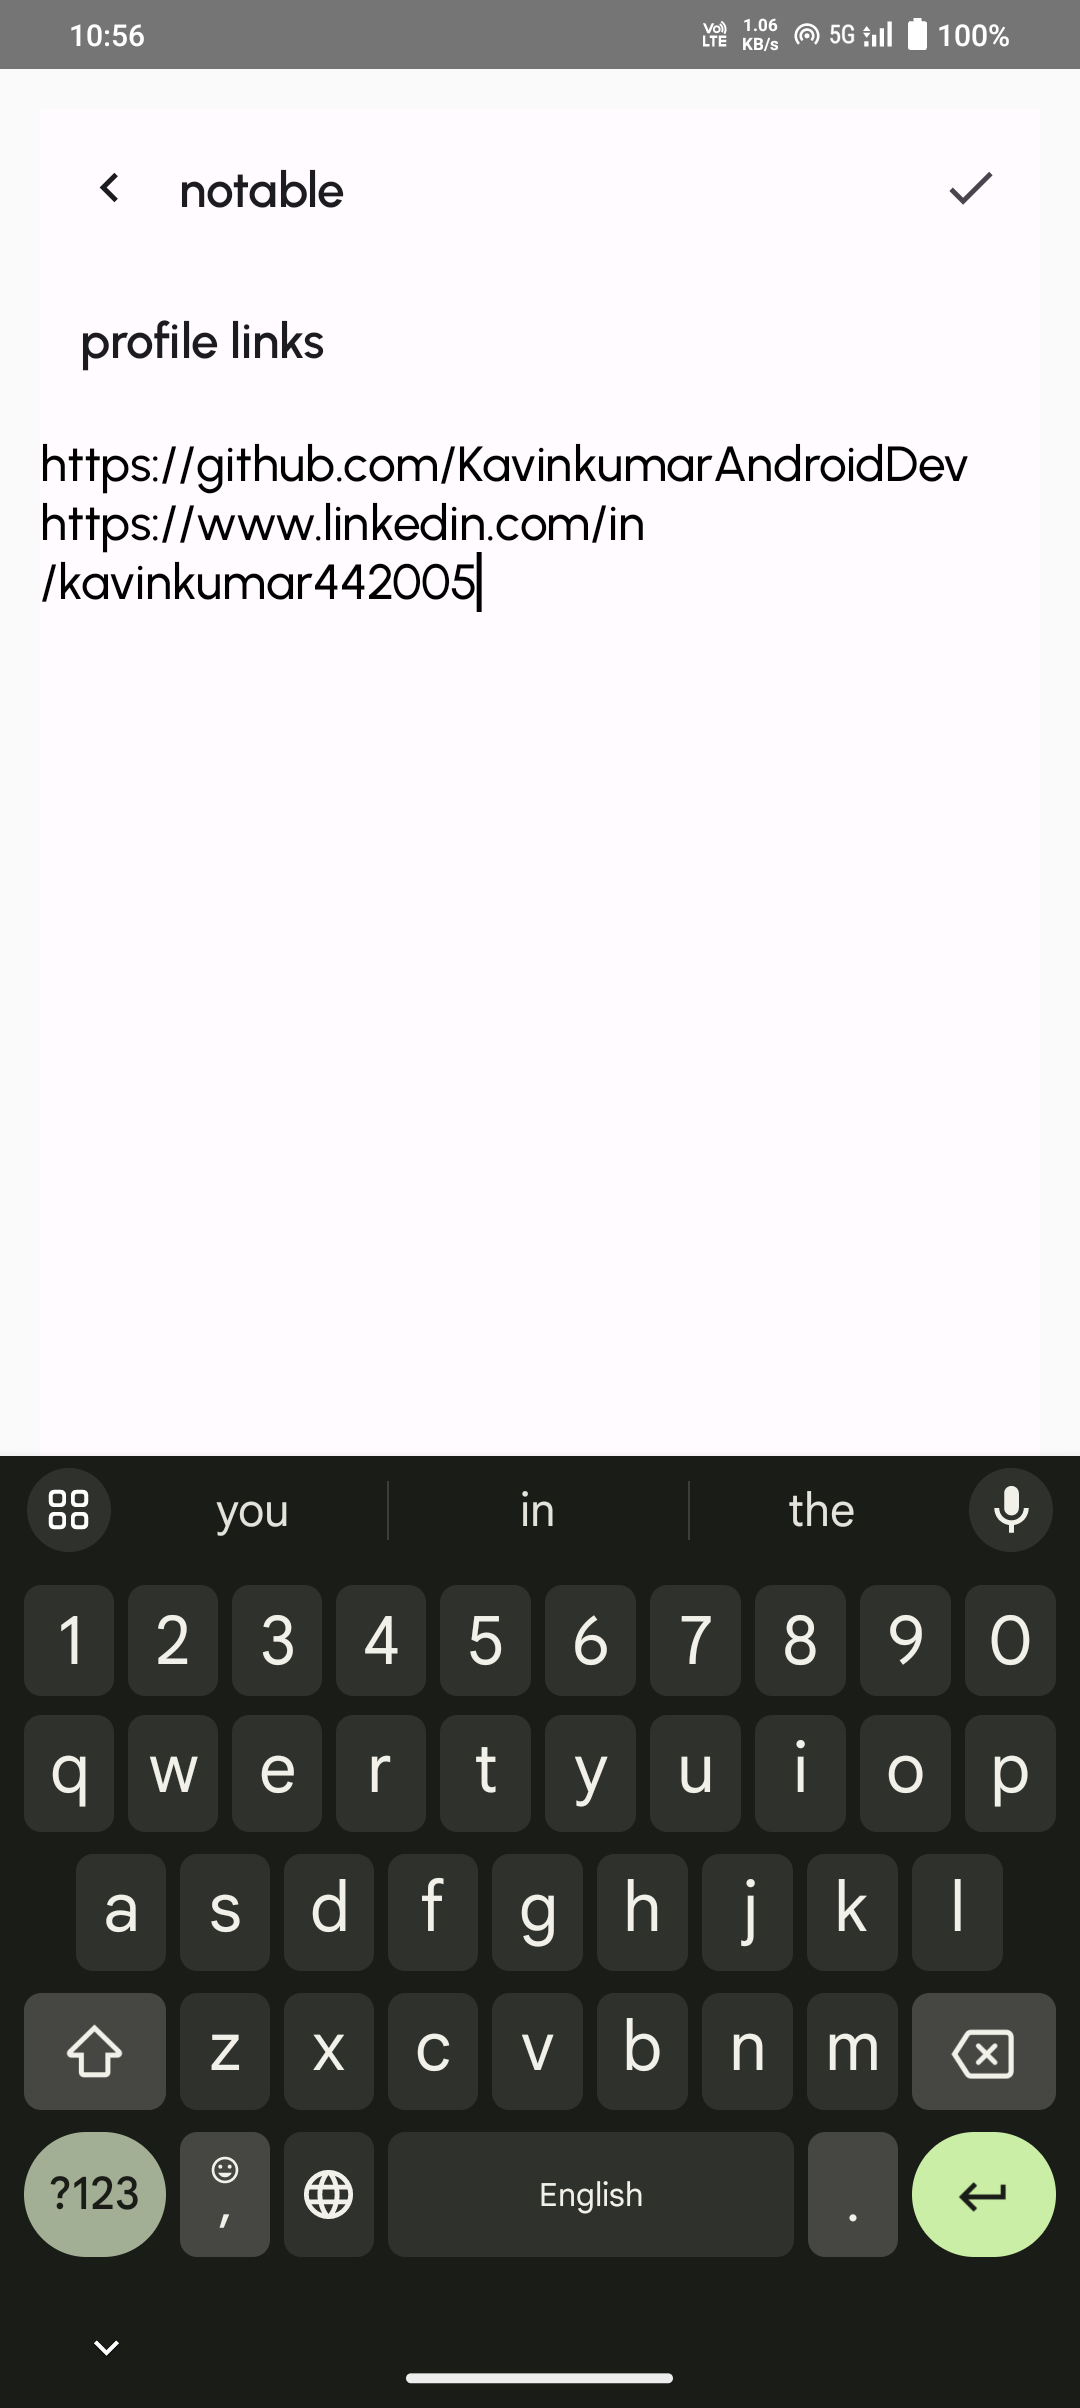 10:56 Vo)) LTE 1.06 KB/s 5G 100%
notable
profile links
https://github.com/KavinkumarAndroidDev
https://www.linkedin.com/in
/kavinkumar442005
you in the
1 2 3 4 5 6 7 8 9 0
q w e r t y u i o p
a s d f g h j k l
z x c v b n m
?123 , English .